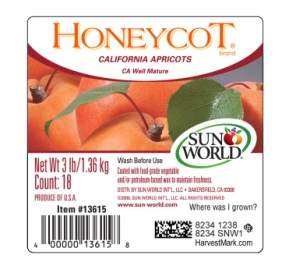 HONEYCOT®
brand
CALIFORNIA APRICOTS
CA Well Mature
SUN
WORLD®
Net Wt 3 lb/1.36 kg
Count: 18
PRODUCE OF U.S.A.
Wash Before Use
Coated with food-grade vegetable
and/or petroleum based wax to maintain freshness.
DISTR. BY SUN WORLD INT'L, LLC • BAKERSFIELD, CA 93308
©2008, SUN WORLD INT'L, LLC. ALL RIGHTS RESERVED
www.sun-world.com
Where was I grown?
Item #13615
4 00000 13615 8
8234 1238
8234 SNW1
HarvestMark.com